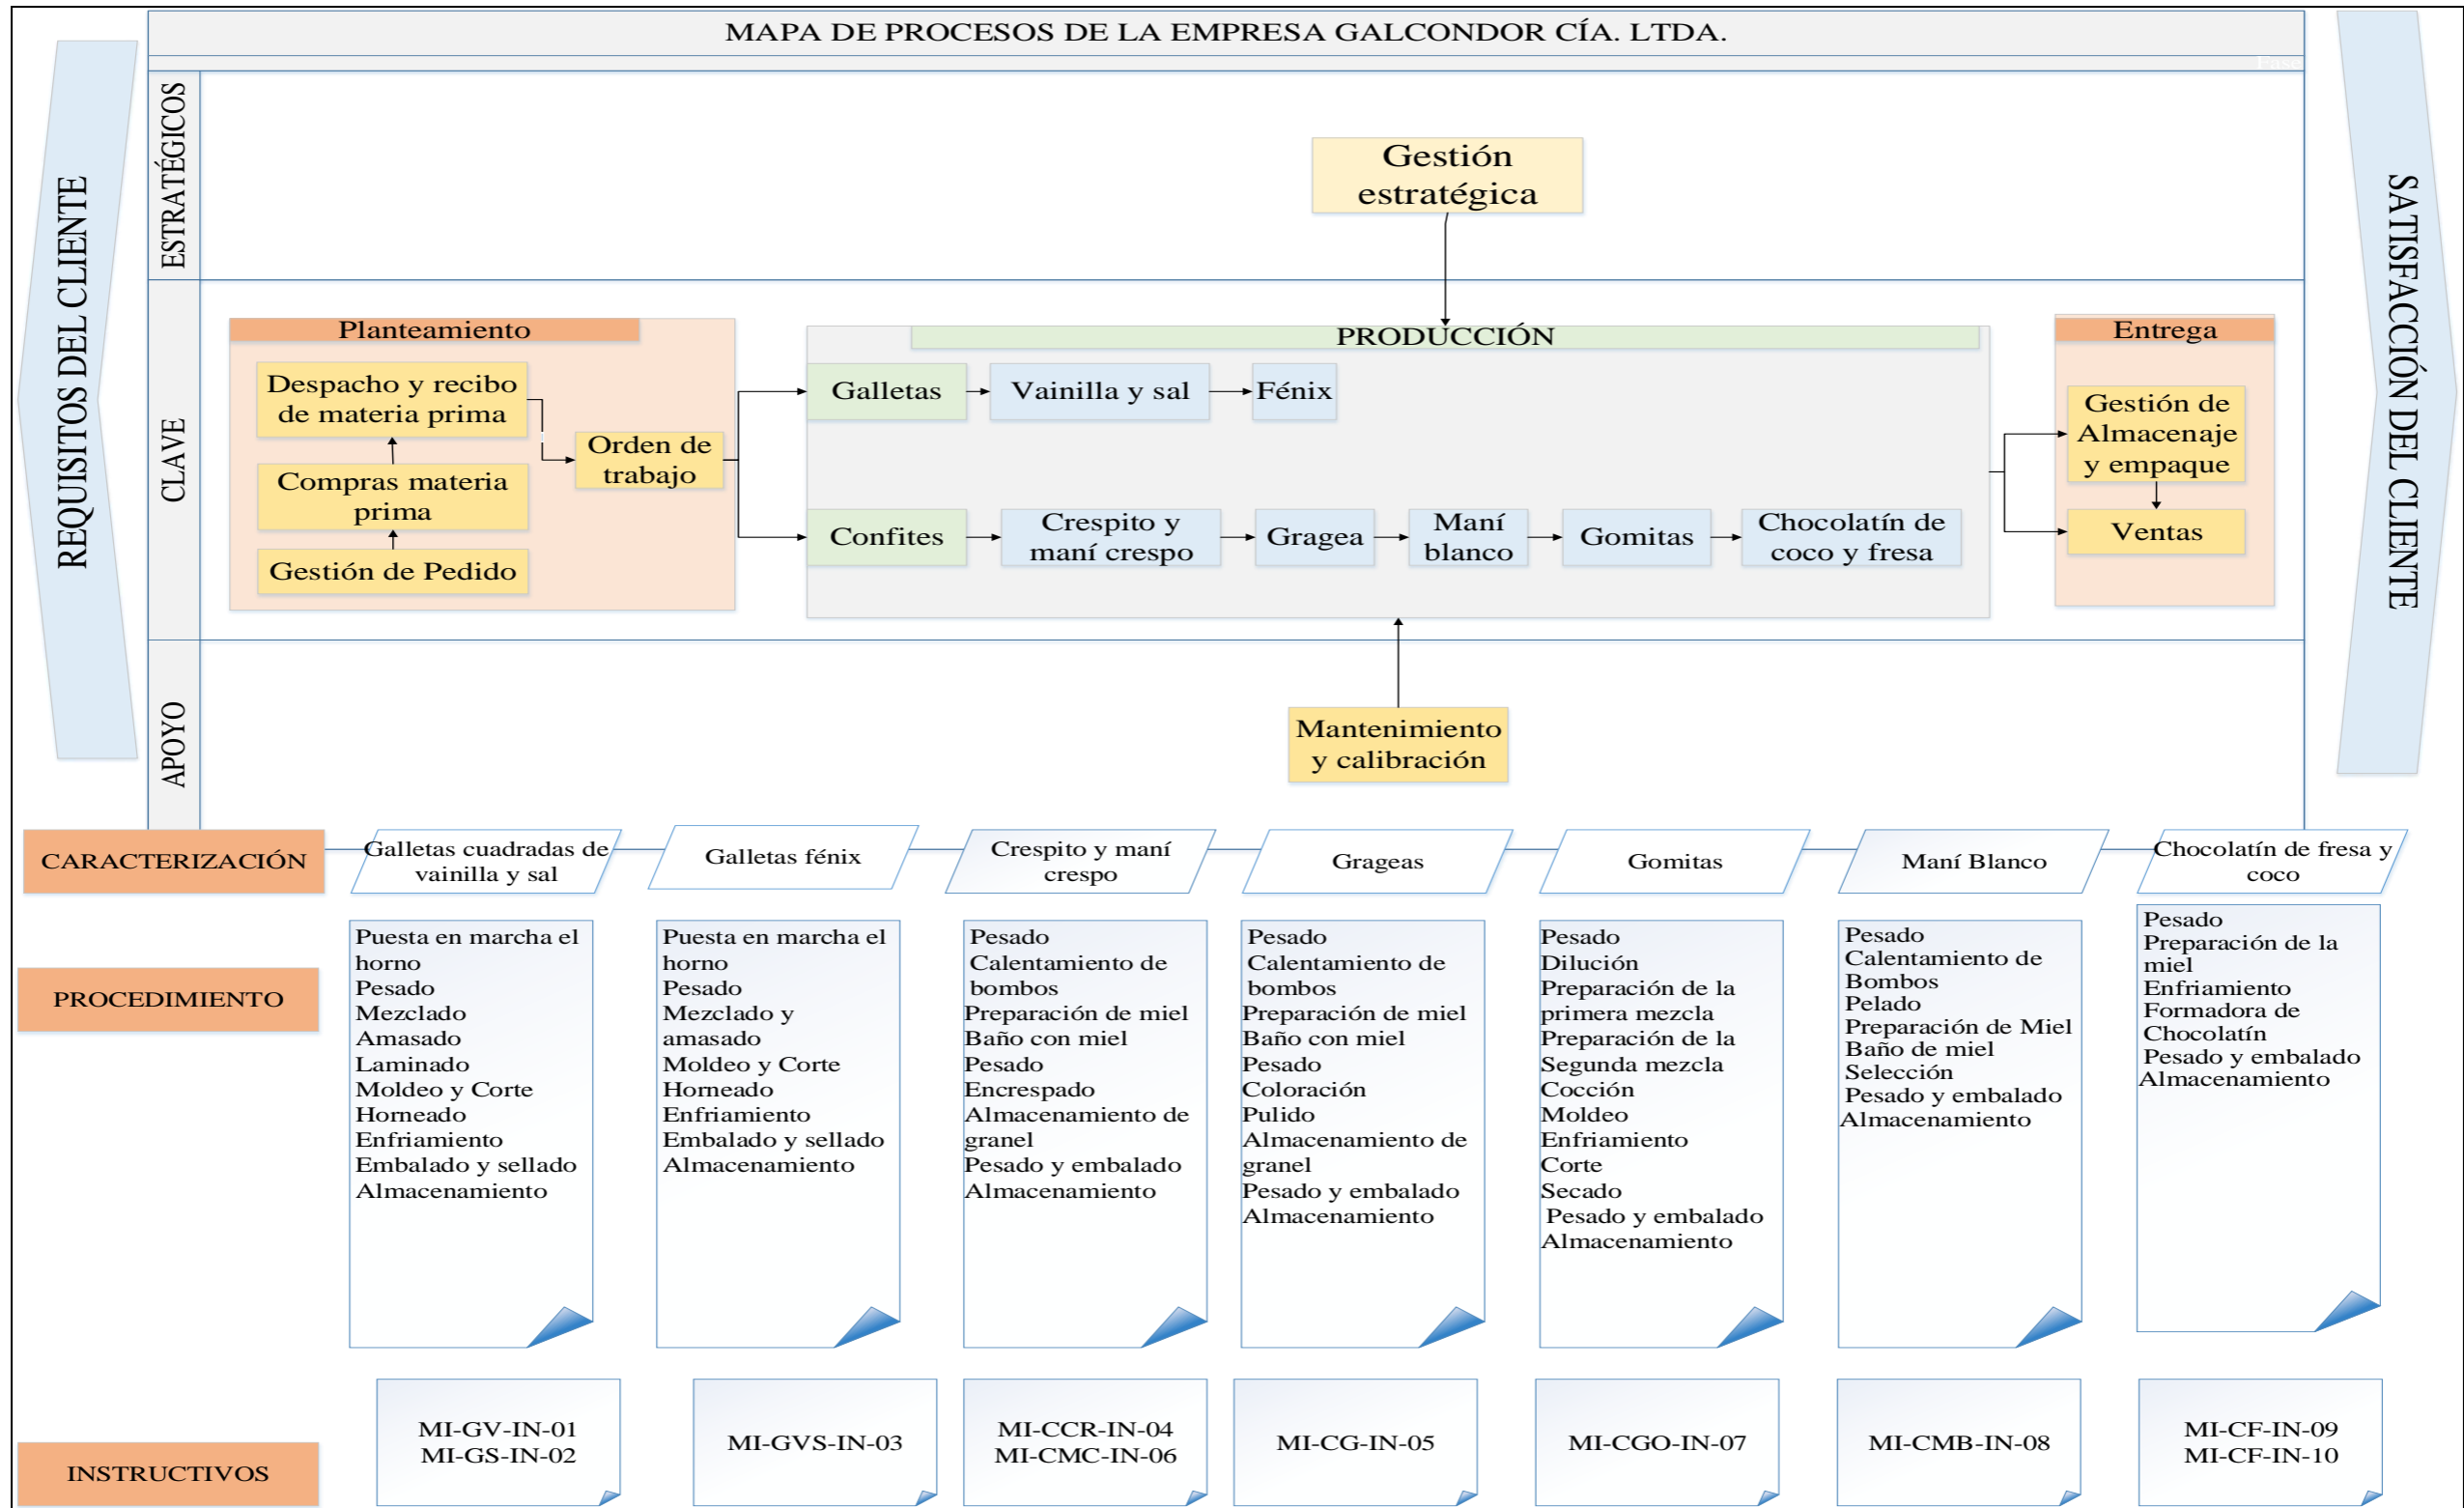 MAPA DE PROCESOS DE LA EMPRESA GALCONDOR CÍA. LTDA.
Fase
REQUISITOS DEL CLIENTE
SATISFACCIÓN DEL CLIENTE
ESTRATÉGICOS
Gestión
estratégica
CLAVE
Planteamiento
Despacho y recibo
de materia prima
Compras materia
prima
Gestión de Pedido
Orden de
trabajo
PRODUCCIÓN
Galletas
Vainilla y sal
Fénix
Confites
Crespito y
maní crespo
Gragea
Maní
blanco
Gomitas
Chocolatín de
coco y fresa
Entrega
Gestión de
Almacenaje
y empaque
Ventas
APOYO
Mantenimiento
y calibración
CARACTERIZACIÓN
Galletas cuadradas de
vainilla y sal
Galletas fénix
Crespito y maní
crespo
Grageas
Gomitas
Maní Blanco
Chocolatín de fresa y
coco
PROCEDIMIENTO
Puesta en marcha el
horno
Pesado
Mezclado
Amasado
Laminado
Moldeo y Corte
Horneado
Enfriamiento
Embalado y sellado
Almacenamiento
Puesta en marcha el
horno
Pesado
Mezclado y
amasado
Moldeo y Corte
Horneado
Enfriamiento
Embalado y sellado
Almacenamiento
Pesado
Calentamiento de
bombos
Preparación de miel
Baño con miel
Pesado
Encrespado
Almacenamiento de
granel
Pesado y embalado
Almacenamiento
Pesado
Calentamiento de
bombos
Preparación de miel
Baño con miel
Pesado
Coloración
Pulido
Almacenamiento de
granel
Pesado y embalado
Almacenamiento
Pesado
Dilución
Preparación de la
primera mezcla
Preparación de la
Segunda mezcla
Cocción
Moldeo
Enfriamiento
Corte
Secado
Pesado y embalado
Almacenamiento
Pesado
Calentamiento de
Bombos
Pelado
Preparación de Miel
Baño de miel
Selección
Pesado y embalado
Almacenamiento
Pesado
Preparación de la
miel
Enfriamiento
Formadora de
Chocolatín
Pesado y embalado
Almacenamiento
INSTRUCTIVOS
MI-GV-IN-01
MI-GS-IN-02
MI-GVS-IN-03
MI-CCR-IN-04
MI-CMC-IN-06
MI-CG-IN-05
MI-CGO-IN-07
MI-CMB-IN-08
MI-CF-IN-09
MI-CF-IN-10